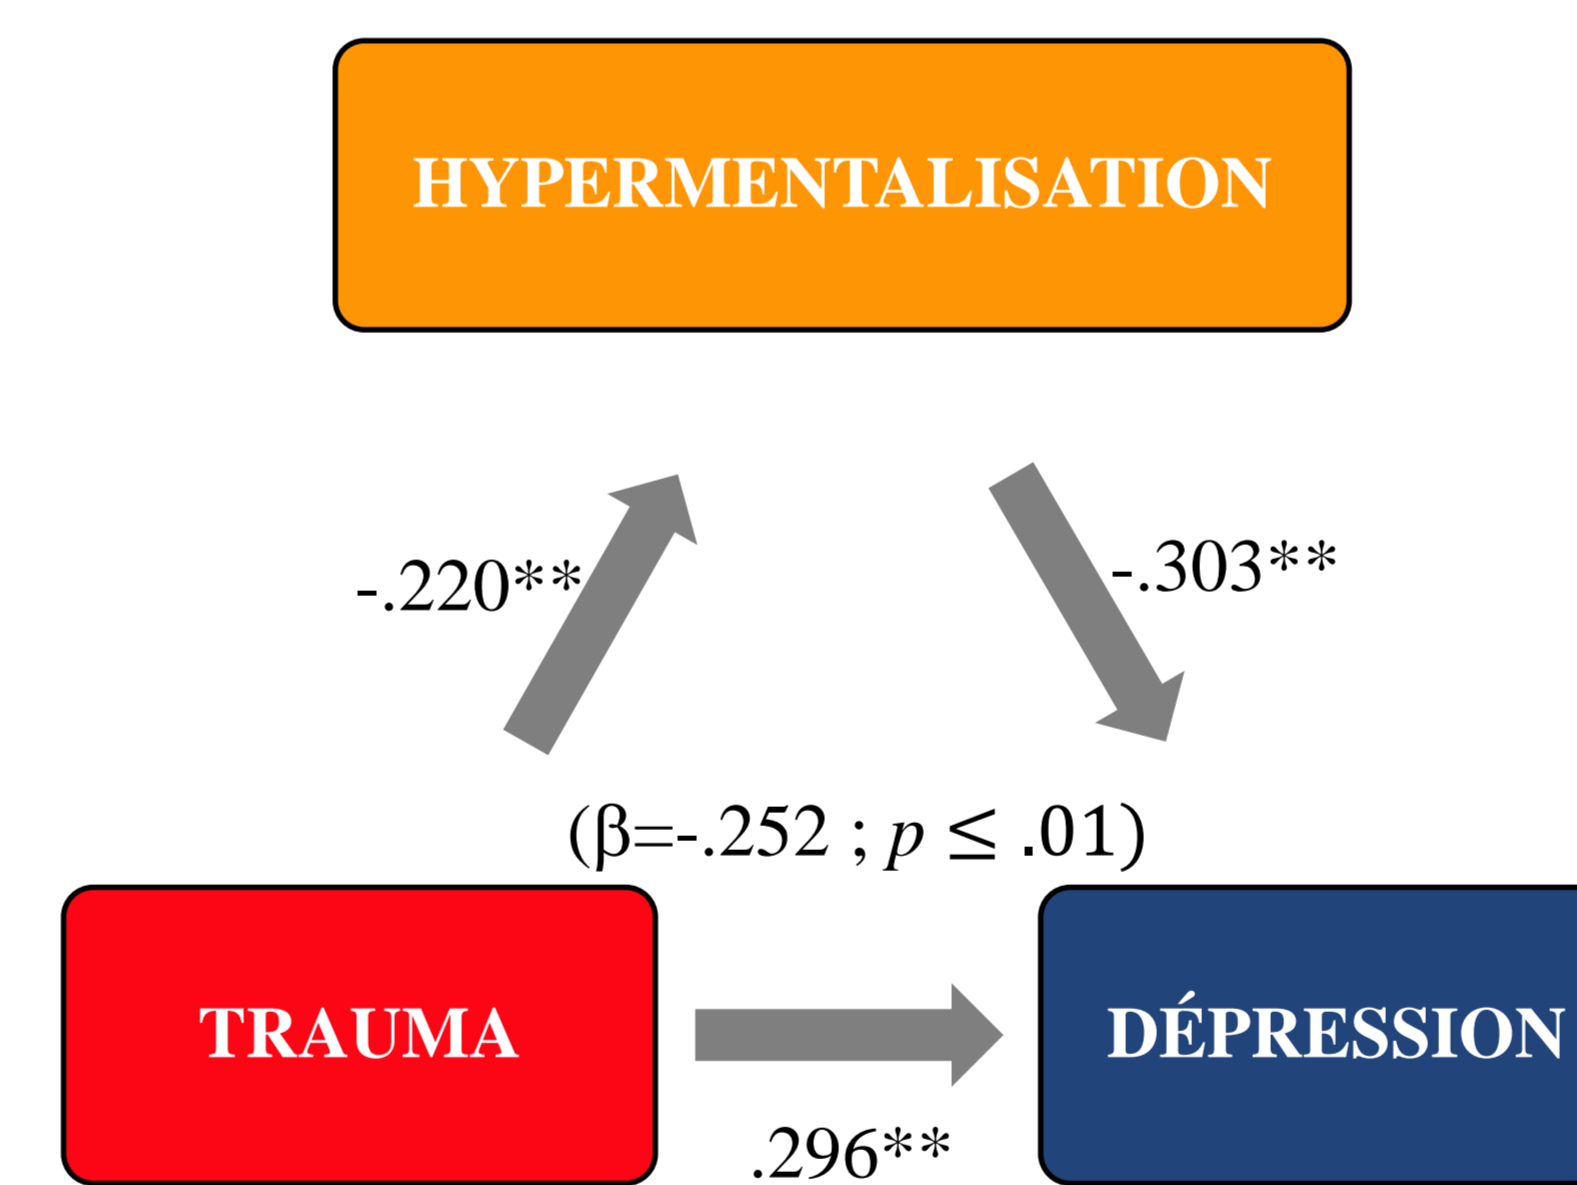 HYPERMENTALISATION
-.220**
-.303**
(β=-.252 ; p ≤ .01)
TRAUMA
DÉPRESSION
.296**